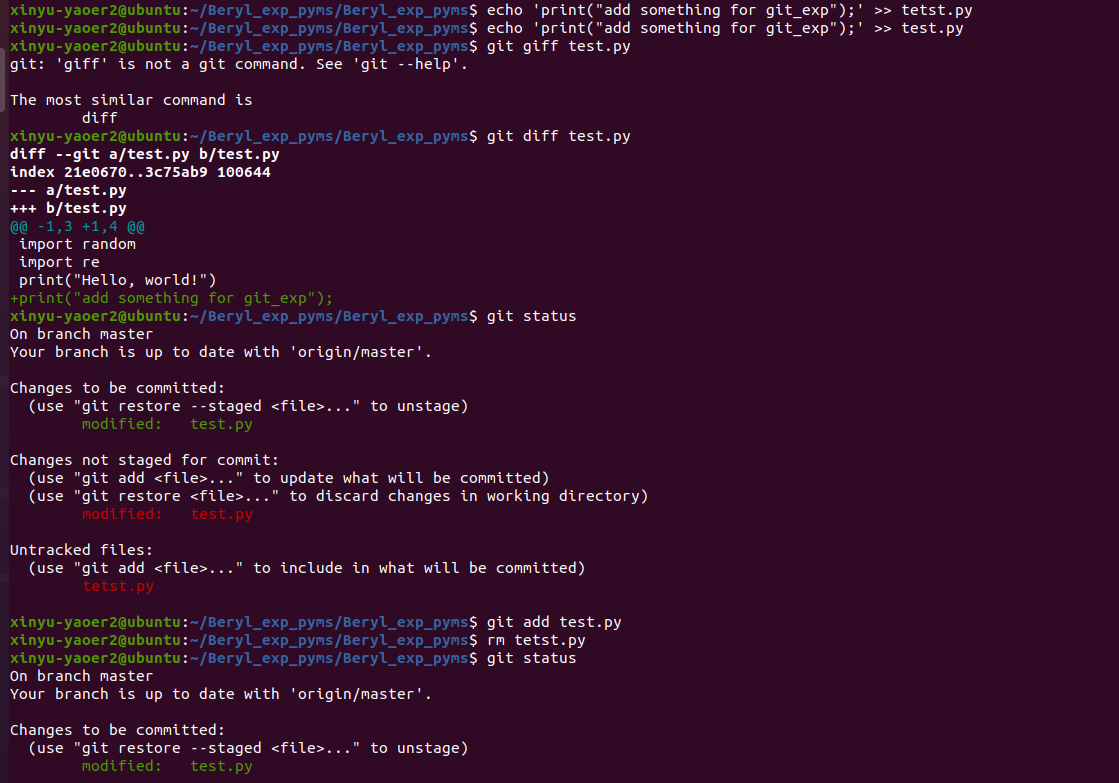 xinyu-yaoer2@ubuntu:~/Beryl_exp_pyms/Beryl_exp_pyms$ echo 'print("add something for git_exp");' >> tetst.py
xinyu-yaoer2@ubuntu:~/Beryl_exp_pyms/Beryl_exp_pyms$ echo 'print("add something for git_exp");' >> test.py
xinyu-yaoer2@ubuntu:~/Beryl_exp_pyms/Beryl_exp_pyms$ git giff test.py
git: 'giff' is not a git command. See 'git --help'.

The most similar command is
        diff
xinyu-yaoer2@ubuntu:~/Beryl_exp_pyms/Beryl_exp_pyms$ git diff test.py
diff --git a/test.py b/test.py
index 21e0670..3c75ab9 100644
--- a/test.py
+++ b/test.py
@@ -1,3 +1,4 @@
 import random
 import re
 print("Hello, world!")
+print("add something for git_exp");
xinyu-yaoer2@ubuntu:~/Beryl_exp_pyms/Beryl_exp_pyms$ git status
On branch master
Your branch is up to date with 'origin/master'.

Changes to be committed:
  (use "git restore --staged <file>..." to unstage)
        modified:   test.py

Changes not staged for commit:
  (use "git add <file>..." to update what will be committed)
  (use "git restore <file>..." to discard changes in working directory)
        modified:   test.py

Untracked files:
  (use "git add <file>..." to include in what will be committed)
        tetst.py

xinyu-yaoer2@ubuntu:~/Beryl_exp_pyms/Beryl_exp_pyms$ git add test.py
xinyu-yaoer2@ubuntu:~/Beryl_exp_pyms/Beryl_exp_pyms$ rm tetst.py
xinyu-yaoer2@ubuntu:~/Beryl_exp_pyms/Beryl_exp_pyms$ git status
On branch master
Your branch is up to date with 'origin/master'.

Changes to be committed:
  (use "git restore --staged <file>..." to unstage)
        modified:   test.py